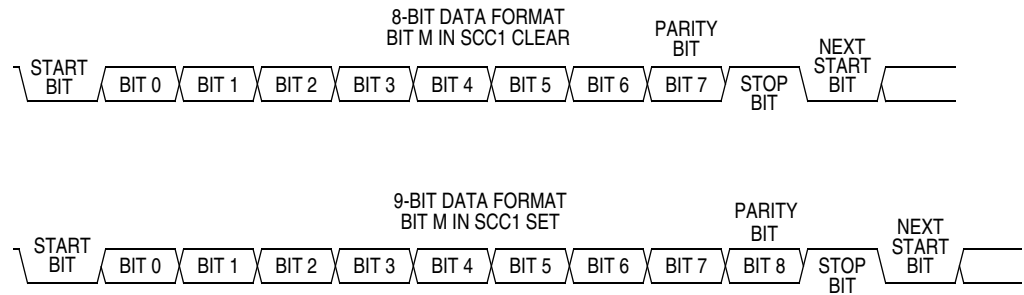 8-BIT DATA FORMAT
BIT M IN SCC1 CLEAR
PARITY
BIT
START
BIT
BIT 0 BIT 1 BIT 2 BIT 3 BIT 4 BIT 5 BIT 6 BIT 7
STOP
BIT
NEXT
START
BIT
9-BIT DATA FORMAT
BIT M IN SCC1 SET
PARITY
BIT
START
BIT
BIT 0 BIT 1 BIT 2 BIT 3 BIT 4 BIT 5 BIT 6 BIT 7 BIT 8
STOP
BIT
NEXT
START
BIT